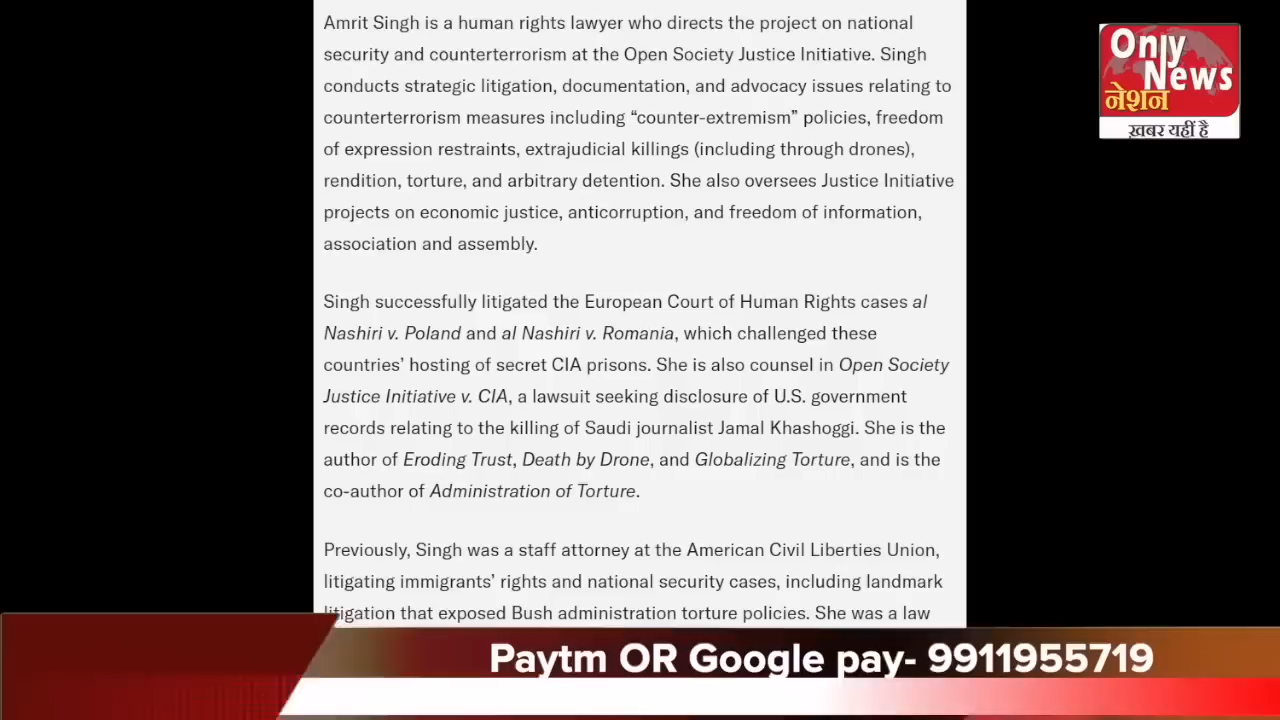 Amrit Singh is a human rights lawyer who directs the project on national
security and counterterrorism at the Open Society Justice Initiative. Singh
conducts strategic litigation, documentation, and advocacy issues relating to
counterterrorism measures including “counter-extremism” policies, freedom
of expression restraints, extrajudicial killings (including through drones),
rendition, torture, and arbitrary detention. She also oversees Justice Initiative
projects on economic justice, anticorruption, and freedom of information,
association and assembly.
Singh successfully litigated the European Court of Human Rights cases al
Nashiri v. Poland and al Nashiri v. Romania, which challenged these
countries’ hosting of secret CIA prisons. She is also counsel in Open Society
Justice Initiative v. CIA, a lawsuit seeking disclosure of U.S. government
records relating to the killing of Saudi journalist Jamal Khashoggi. She is the
author of Eroding Trust, Death by Drone, and Globalizing Torture, and is the
co-author of Administration of Torture.
Previously, Singh was a staff attorney at the American Civil Liberties Union,
litigating immigrants’ rights and national security cases, including landmark
litigation that exposed Bush administration torture policies. She was a law
Only
News
नेशन
ख़बर यहीं है
Paytm OR Google pay- 9911955719